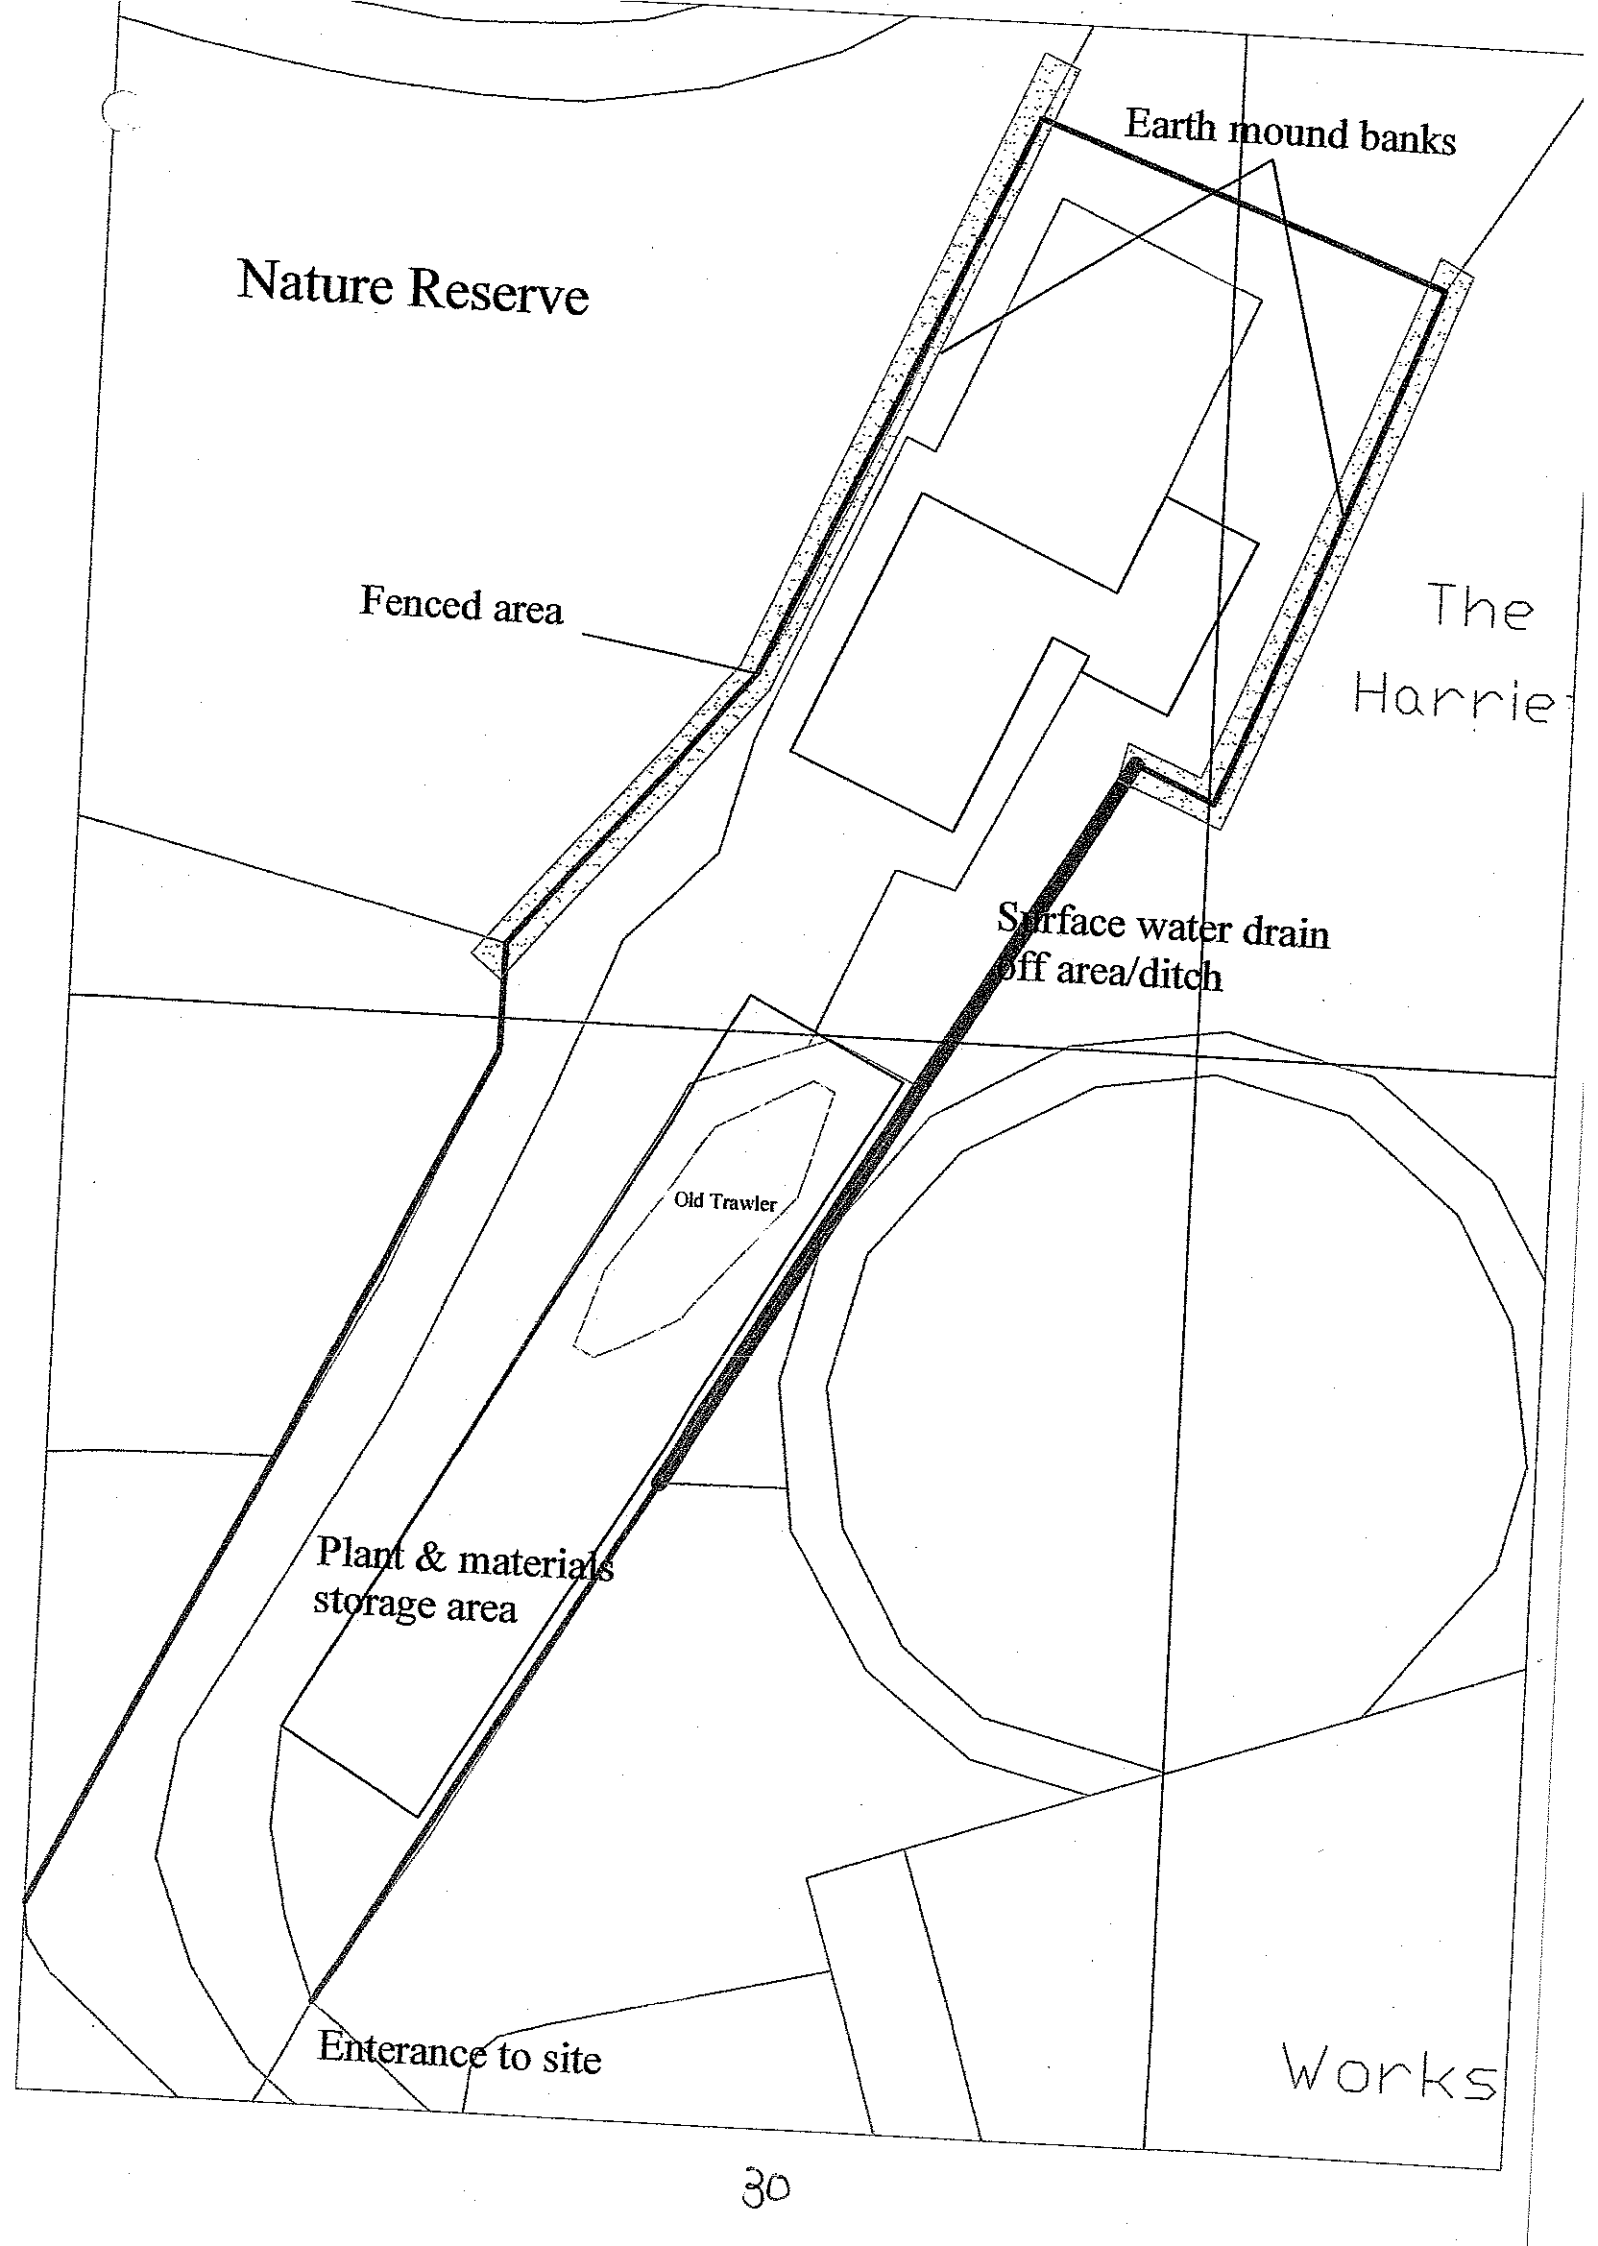 Earth mound banks
Nature Reserve
Fenced area
The
Harrie
Surface water drain
off area/ditch
Old Trawler
Plant & materials
storage area
Enterance to site
Works
30